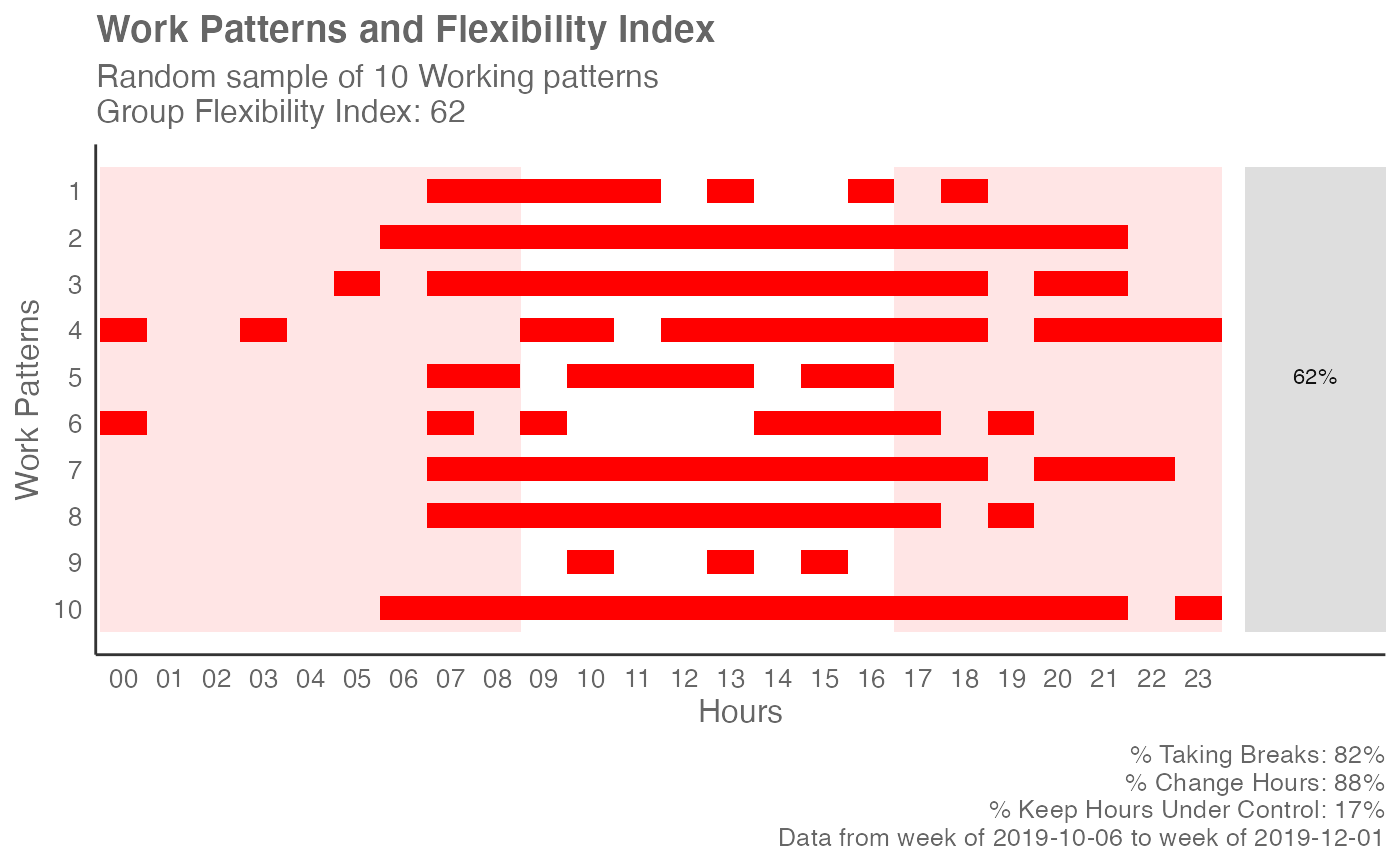 Work Patterns and Flexibility Index
Random sample of 10 Working patterns
Group Flexibility Index: 62
Work Patterns
1
2
3
4
5
6
7
8
9
10
62%
00 01 02 03 04 05 06 07 08 09 10 11 12 13 14 15 16 17 18 19 20 21 22 23
Hours
% Taking Breaks: 82%
% Change Hours: 88%
% Keep Hours Under Control: 17%
Data from week of 2019-10-06 to week of 2019-12-01